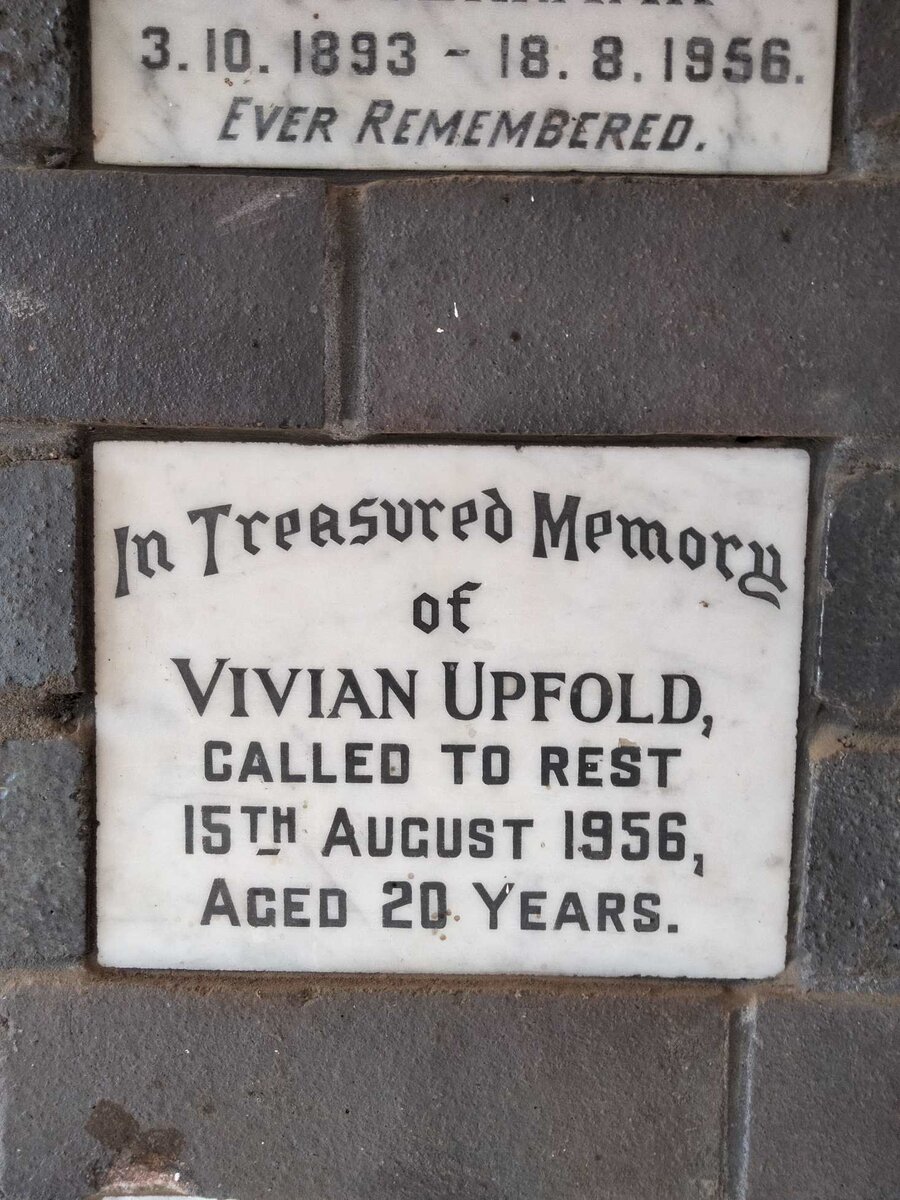 3.10.1893 - 18.8.1956.
EVER REMEMBERED.
In Treasured Memory
of
VIVIAN UPFOLD,
CALLED TO REST
15TH AUGUST 1956,
AGED 20 YEARS.